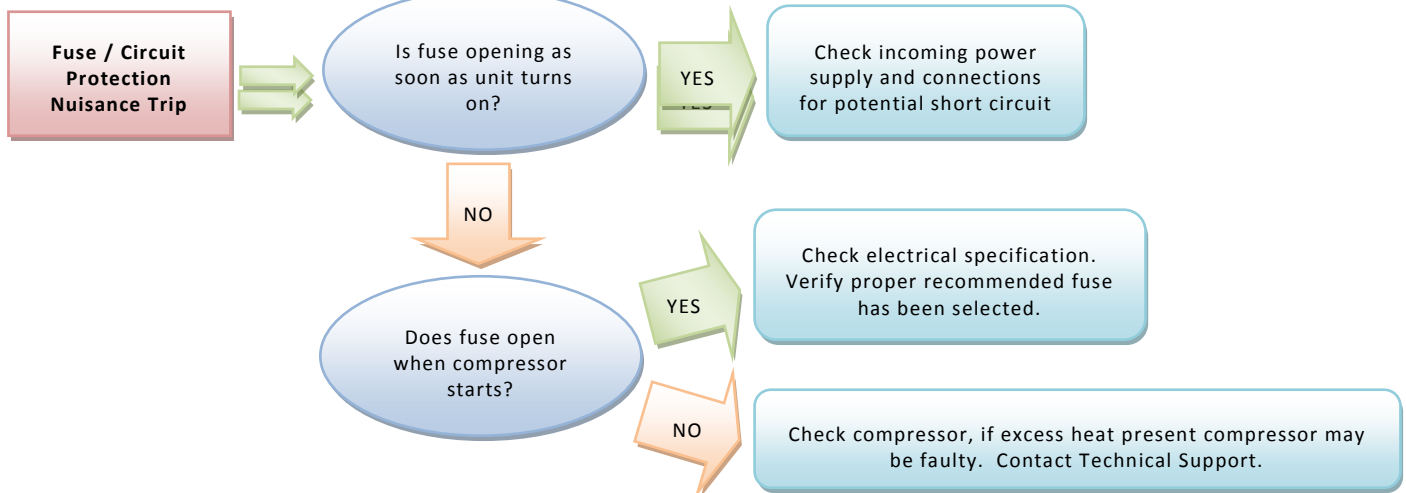 Fuse / Circuit
Protection
Nuisance Trip
Is fuse opening as
soon as unit turns
on?
YES
YES
Check incoming power
supply and connections
for potential short circuit
NO
Does fuse open
when compressor
starts?
YES
Check electrical specification.
Verify proper recommended fuse
has been selected.
NO
Check compressor, if excess heat present compressor may
be faulty. Contact Technical Support.